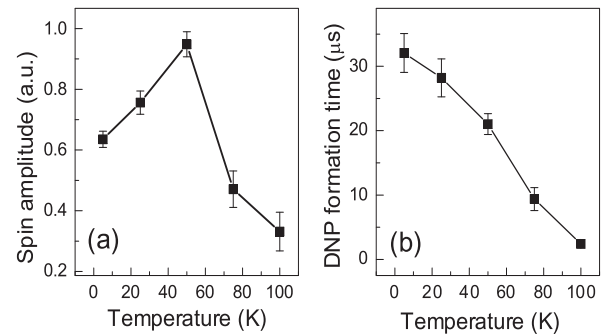 1.0
0.8
0.6
0.4
0.2
0 20 40 60 80 100
Spin amplitude (a.u.)
Temperature (K)
(a)
30
20
10
0
0 20 40 60 80 100
DNP formation time (μs)
Temperature (K)
(b)